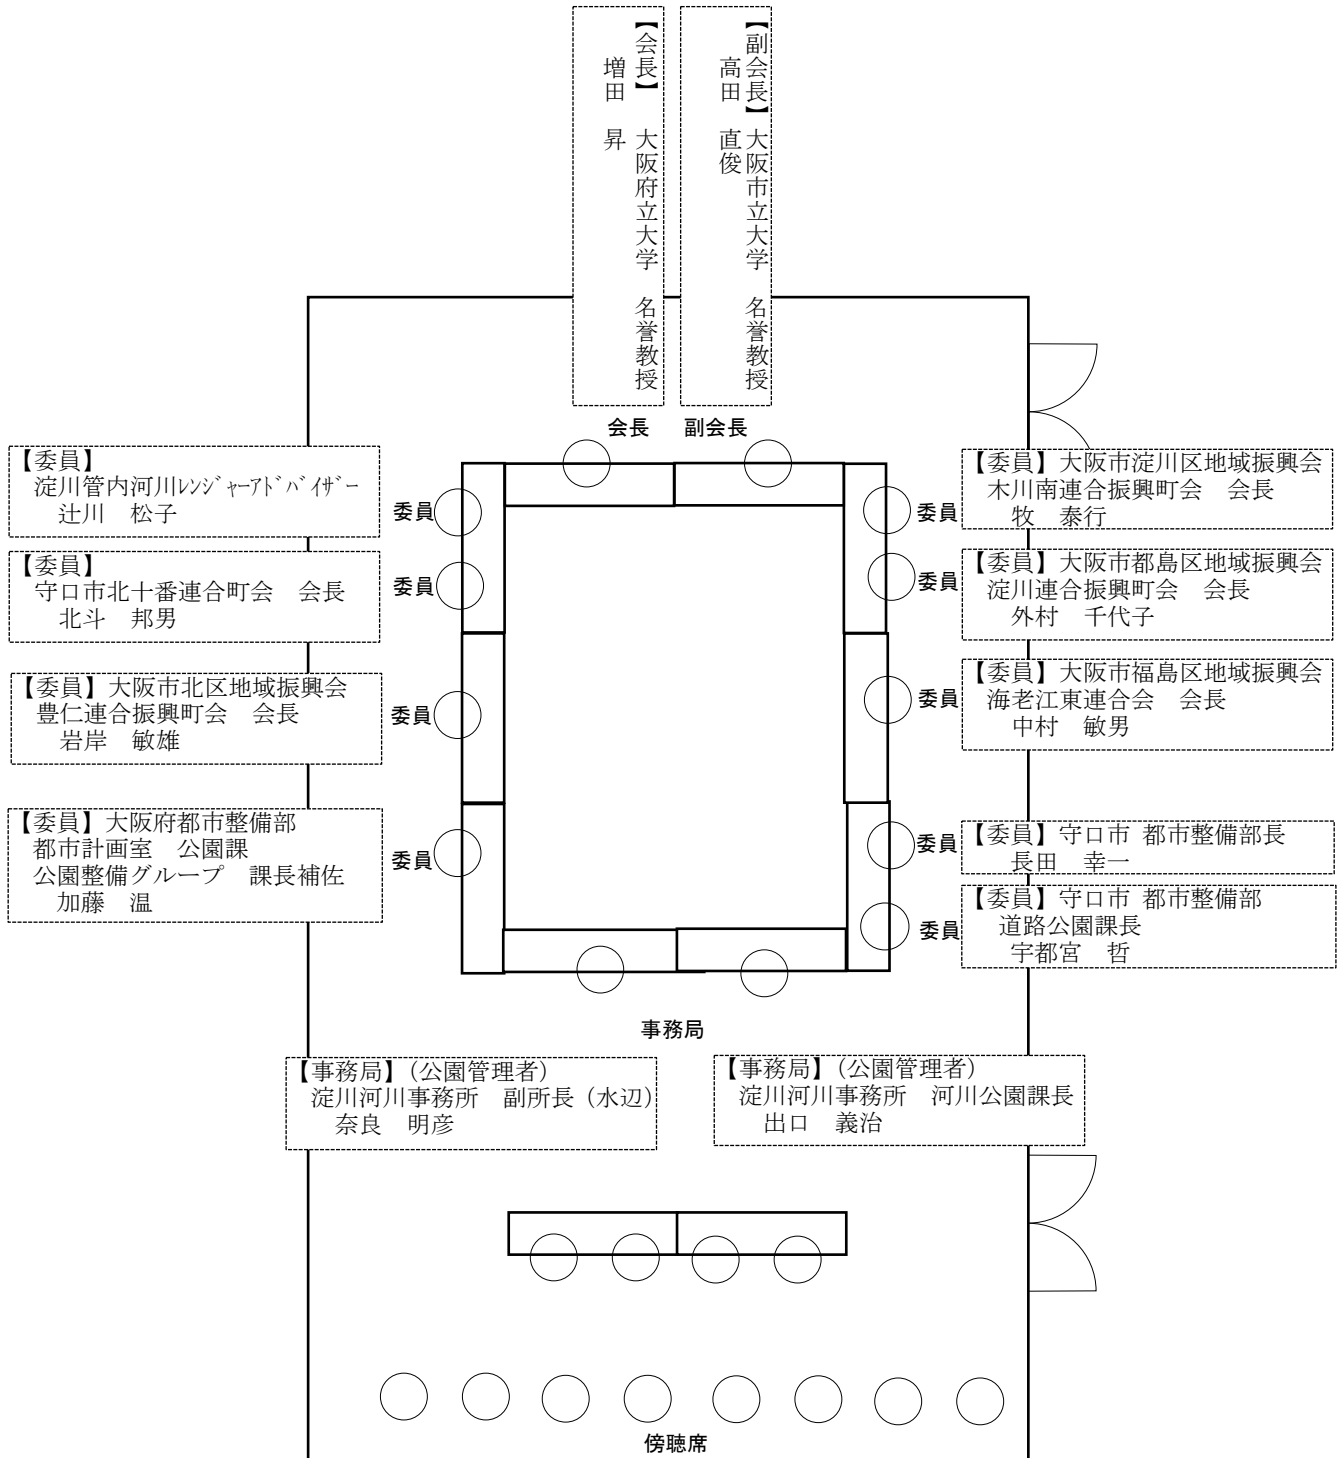 【会長】　大阪府立大学　名誉教授
増田　昇
【副会長】大阪市立大学　名誉教授
高田　直俊
会長
副会長
【委員】
淀川管内河川ﾚﾝｼﾞｬｰｱﾄﾞﾊﾞｲｻﾞｰ
辻川　松子
委員
【委員】
守口市北十番連合町会　会長
北斗　邦男
委員
【委員】大阪市北区地域振興会
豊仁連合振興町会　会長
岩岸　敏雄
委員
【委員】大阪府都市整備部
都市計画室　公園課
公園整備グループ　課長補佐
加藤　温
委員
委員
【委員】大阪市淀川区地域振興会
木川南連合振興町会　会長
牧　泰行
委員
【委員】大阪市都島区地域振興会
淀川連合振興町会　会長
外村　千代子
委員
【委員】大阪市福島区地域振興会
海老江東連合会　会長
中村　敏男
委員
【委員】守口市 都市整備部長
長田　幸一
委員
【委員】守口市 都市整備部
道路公園課長
宇都宮　哲
事務局
【事務局】（公園管理者）
淀川河川事務所　副所長（水辺）
奈良　明彦
【事務局】（公園管理者）
淀川河川事務所　河川公園課長
出口　義治
傍聴席